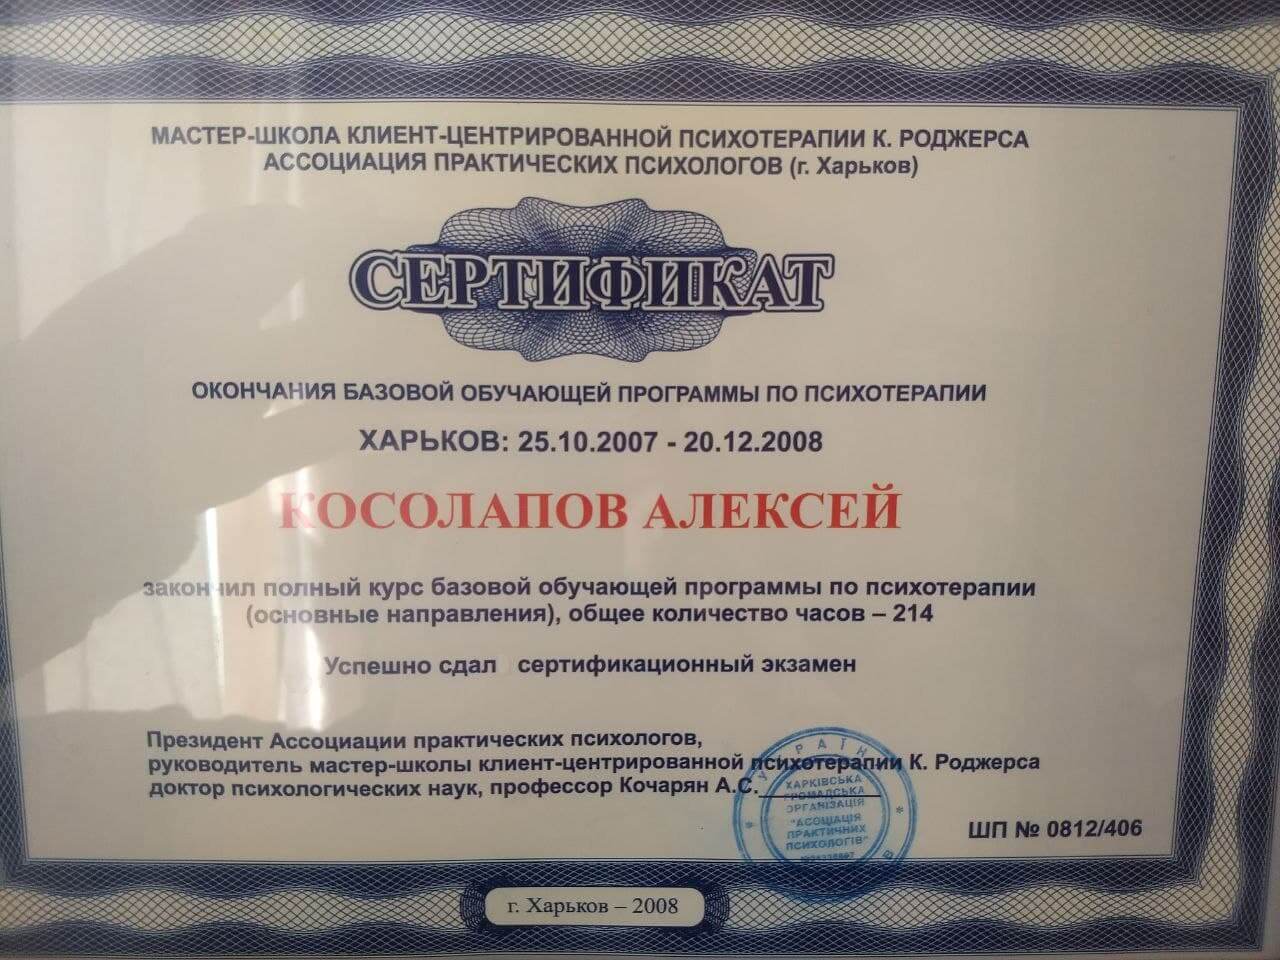 МАСТЕР-ШКОЛА КЛИЕНТ-ЦЕНТРИРОВАННОЙ ПСИХОТЕРАПИИ К. РОДЖЕРСА
АССОЦИАЦИЯ ПРАКТИЧЕСКИХ ПСИХОЛОГОВ (г. Харьков)
СЕРТИФИКАТ
ОКОНЧАНИЯ БАЗОВОЙ ОБУЧАЮЩЕЙ ПРОГРАММЫ ПО ПСИХОТЕРАПИИ
ХАРЬКОВ: 25.10.2007 - 20.12.2008
КОСОЛАПОВ АЛЕКСЕЙ
закончил полный курс базовой обучающей программы по психотерапии
(основные направления), общее количество часов – 214
Успешно сдал сертификационный экзамен
Президент Ассоциации практических психологов,
руководитель мастер-школы клиент-центрированной психотерапии К. Роджерса
доктор психологических наук, профессор Кочарян А.С.
ХАРКІВСЬКА
ГРОМАДСЬКА
ОРГАНІЗАЦІЯ
"АСОЦІАЦІЯ
ПРАКТИЧНИХ
ПСИХОЛОГІВ"
ШП № 0812/406
г. Харьков – 2008